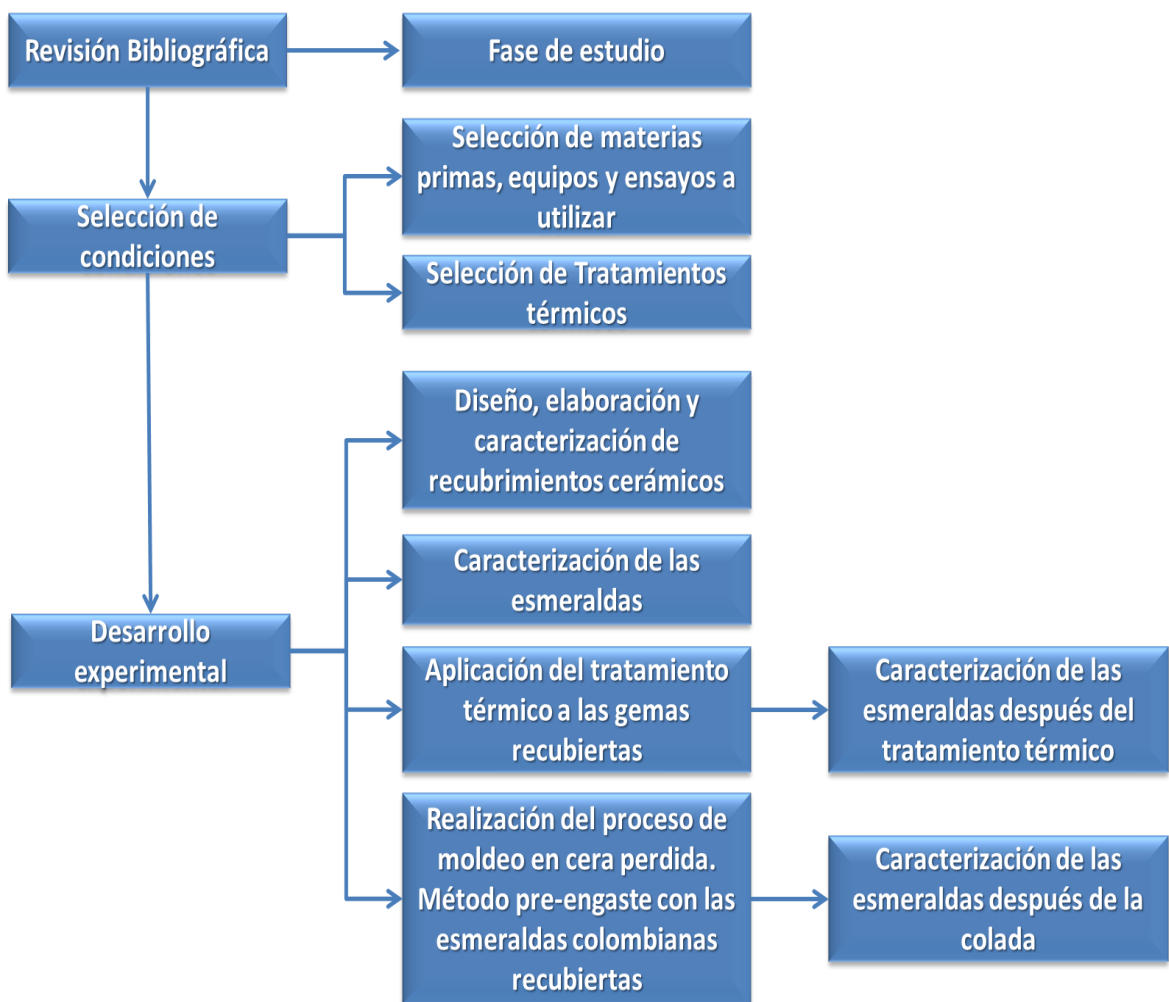 Revisión Bibliográfica
Fase de estudio
Selección de condiciones
Selección de materias
primas, equipos y ensayos a
utilizar
Selección de Tratamientos
térmicos
Desarrollo
experimental
Diseño, elaboración y
caracterización de
recubrimientos cerámicos
Caracterización de las
esmeraldas
Aplicación del tratamiento
térmico a las gemas
recubiertas
Caracterización de las
esmeraldas después del
tratamiento térmico
Realización del proceso de
moldeo en cera perdida.
Método pre-engaste con las
esmeraldas colombianas
recubiertas
Caracterización de las
esmeraldas después de la
colada